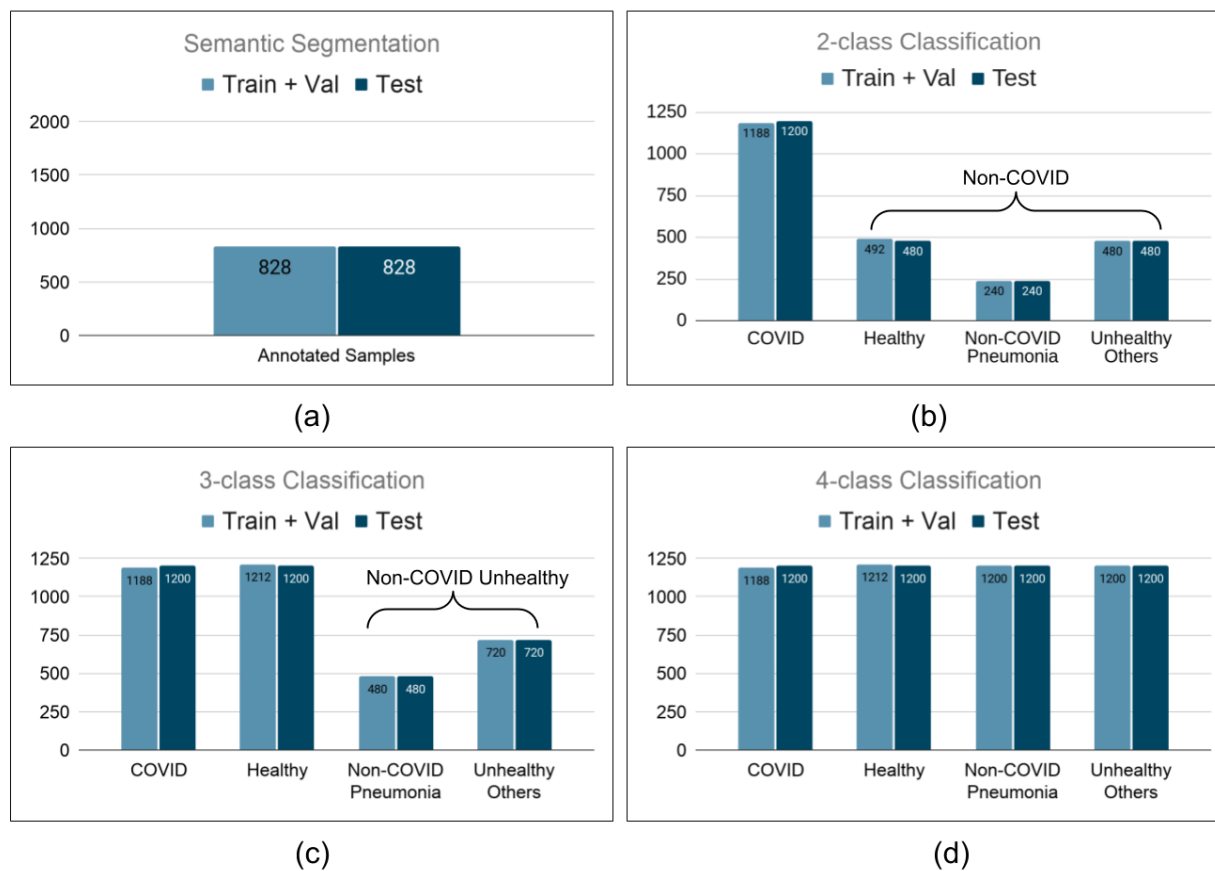 Semantic Segmentation
Train + Val Test
2000
1500
1000
500
0
828 828
Annotated Samples
(a)
2-class Classification
Train + Val Test
1250
1000
750
500
250
0
Non-COVID
1188 1200 492 480 240 240 480 480
COVID Healthy Non-COVID Unhealthy
Pneumonia Others
(b)
3-class Classification
Train + Val Test
1250
1000
750
500
250
0
Non-COVID Unhealthy
1188 1200 1212 1200 480 480 720 720
COVID Healthy Non-COVID Unhealthy
Pneumonia Others
(c)
4-class Classification
Train + Val Test
1250
1000
750
500
250
0
1188 1200 1212 1200 1200 1200 1200 1200
COVID Healthy Non-COVID Unhealthy
Pneumonia Others
(d)